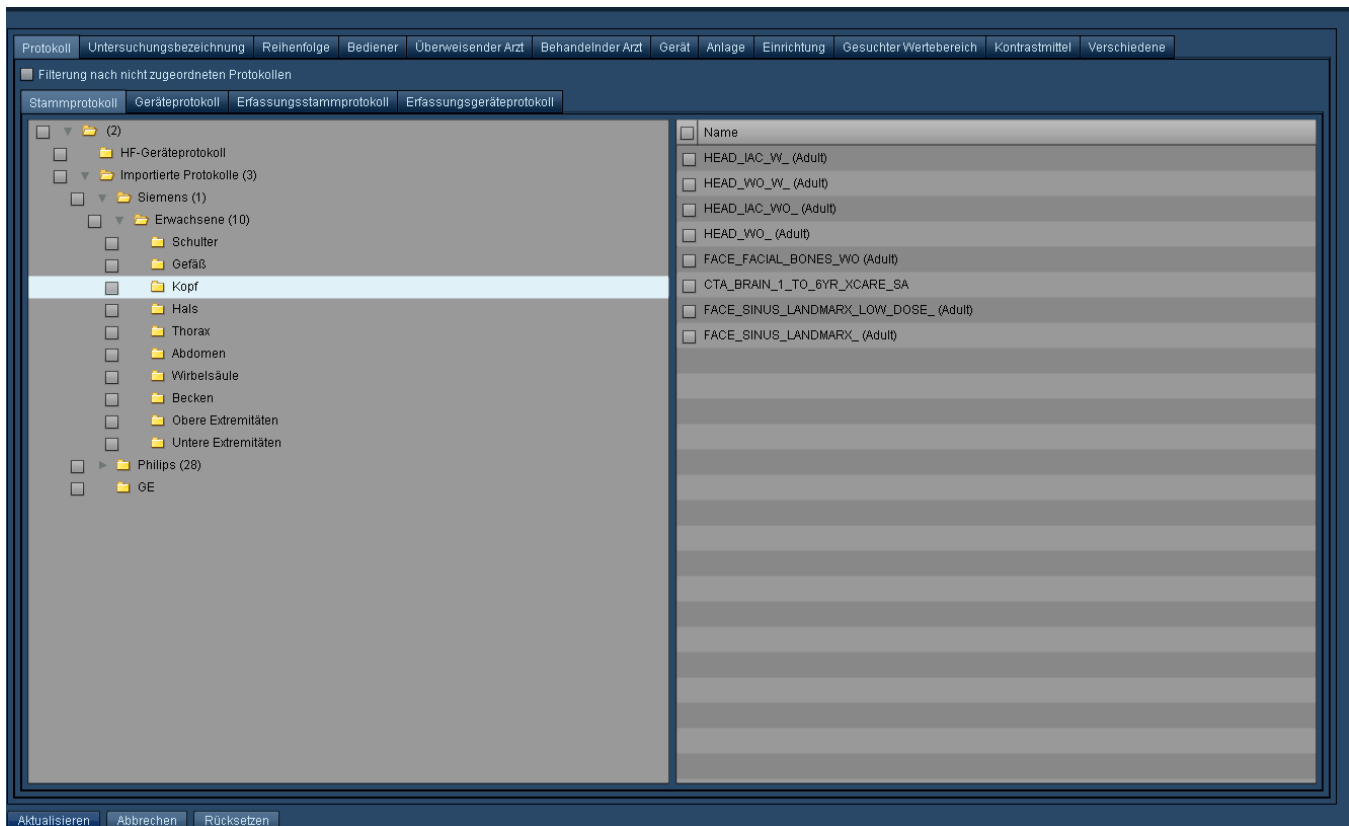 Protokoll Untersuchungsbezeichnung Reihenfolge Bediener Überweisender Arzt Behandelnder Arzt Gerät Anlage Einrichtung Gesuchter Wertebereich Kontrastmittel Verschiedene
Filterung nach nicht zugeordneten Protokollen
Stammprotokoll Geräteprotokoll Erfassungsstammprotokoll Erfassungsgeräteprotokoll
(2)
HF-Geräteprotokoll
Importierte Protokolle (3)
Siemens (1)
Erwachsene (10)
Schulter
Gefäß
Kopf
Hals
Thorax
Abdomen
Wirbelsäule
Becken
Obere Extremitäten
Untere Extremitäten
Philips (28)
GE
Name
HEAD_IAC_W_ (Adult)
HEAD_WO_W_ (Adult)
HEAD_IAC_WO_ (Adult)
HEAD_WO_ (Adult)
FACE_FACIAL_BONES_WO (Adult)
CTA_BRAIN_1_TO_6YR_XCARE_SA
FACE_SINUS_LANDMARX_LOW_DOSE_ (Adult)
FACE_SINUS_LANDMARX_ (Adult)
Aktualisieren Abbrechen Rücksetzen